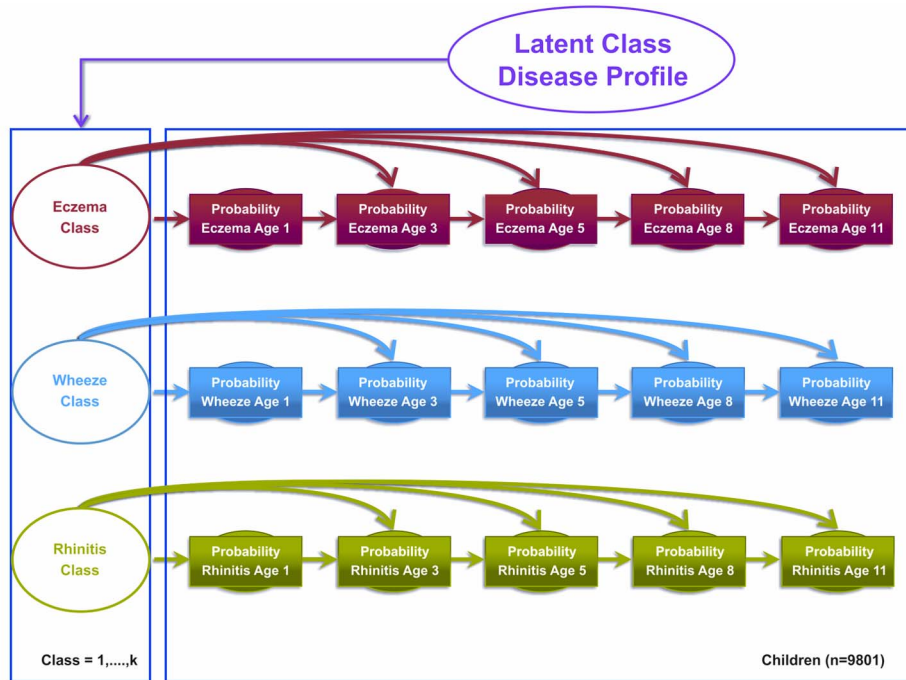 Latent Class
Disease Profile
Eczema
Class
Probability
Eczema Age 1
Probability
Eczema Age 3
Probability
Eczema Age 5
Probability
Eczema Age 8
Probability
Eczema Age 11
Wheeze
Class
Probability
Wheeze Age 1
Probability
Wheeze Age 3
Probability
Wheeze Age 5
Probability
Wheeze Age 8
Probability
Wheeze Age 11
Rhinitis
Class
Probability
Rhinitis Age 1
Probability
Rhinitis Age 3
Probability
Rhinitis Age 5
Probability
Rhinitis Age 8
Probability
Rhinitis Age 11
Class = 1,....,k
Children (n=9801)